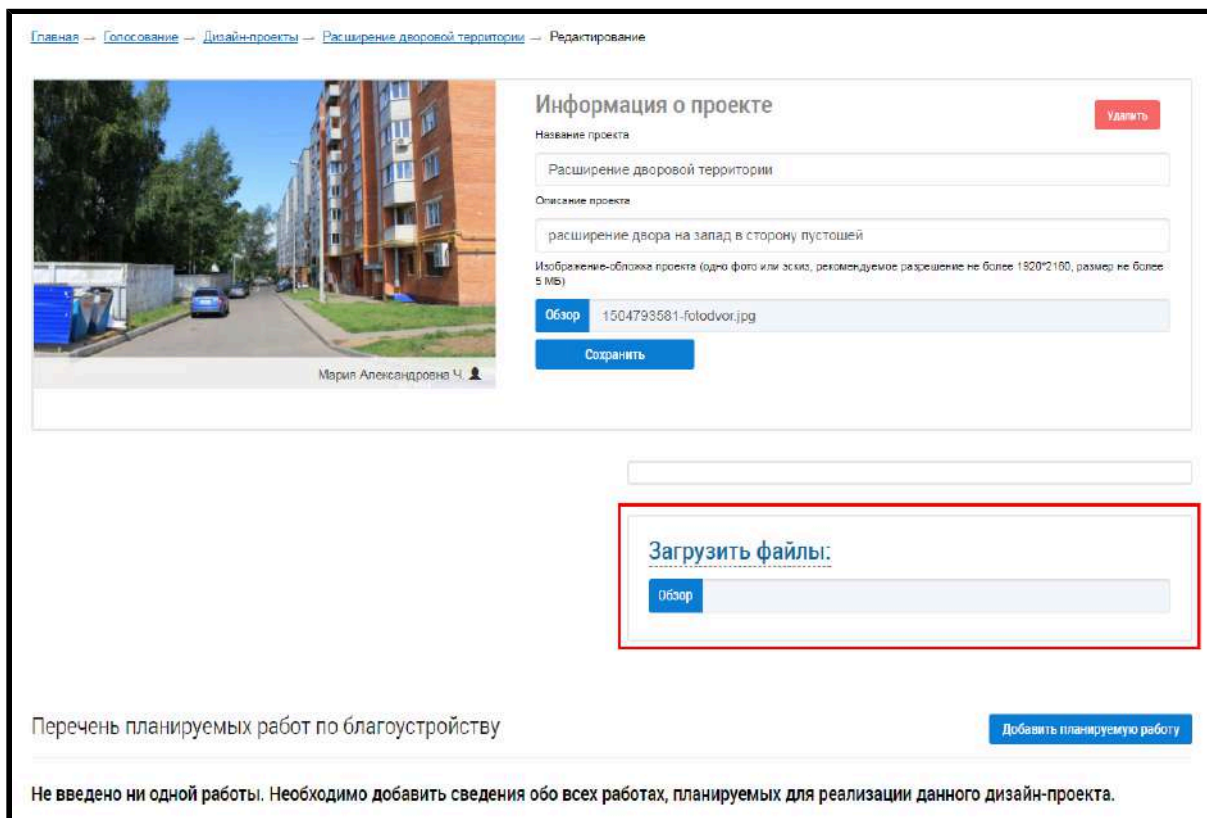 Главная → Голосование → Дизайн-проекты → Расширение дворовой территории → Редактирование
Информация о проекте
Удалить
Название проекта
Расширение дворовой территории
Описание проекта
расширение двора на запад в сторону пустошей
Изображение-обложка проекта (одно фото или эскиз, рекомендуемое разрешение не более 1920*2160, размер не более
5 МБ)
Обзор 1504793581-fotodvor.jpg
Сохранить
Мария Александровна Ч.
Загрузить файлы:
Обзор
Перечень планируемых работ по благоустройству
Добавить планируемую работу
Не введено ни одной работы. Необходимо добавить сведения обо всех работах, планируемых для реализации данного дизайн-проекта.